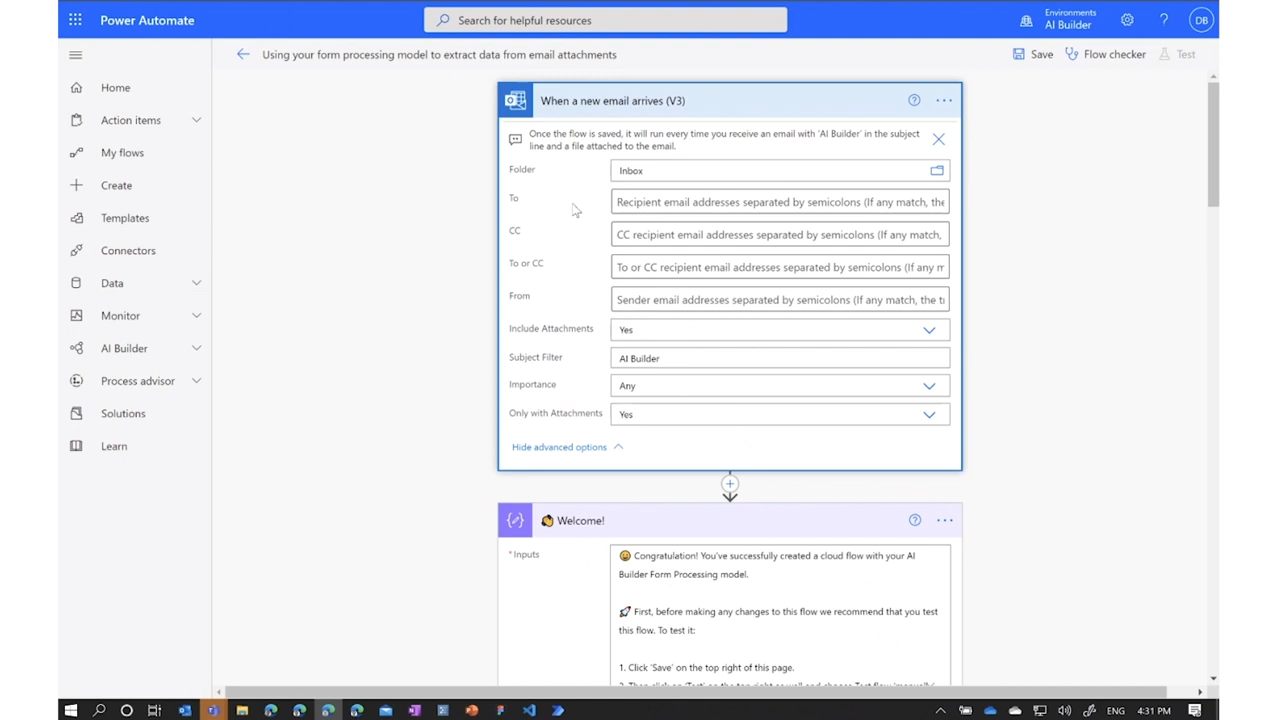 Power Automate
Search for helpful resources
Environments
AI Builder
?
DB
Using your form processing model to extract data from email attachments
Save
Flow checker
Test
Home
Action items
My flows
Create
Templates
Connectors
Data
Monitor
AI Builder
Process advisor
Solutions
Learn
When a new email arrives (V3)
Once the flow is saved, it will run every time you receive an email with 'AI Builder' in the subject
line and a file attached to the email.
Folder
Inbox
To
Recipient email addresses separated by semicolons (If any match, the
CC
CC recipient email addresses separated by semicolons (If any match,
To or CC
To or CC recipient email addresses separated by semicolons (If any m
From
Sender email addresses separated by semicolons (If any match, the t
Include Attachments
Yes
Subject Filter
AI Builder
Importance
Any
Only with Attachments
Yes
Hide advanced options
Welcome!
* Inputs
Congratulation! You've successfully created a cloud flow with your AI
Builder Form Processing model.
First, before making any changes to this flow we recommend that you test
this flow. To test it:
1. Click 'Save' on the top right of this page.
ENG
4:31 PM